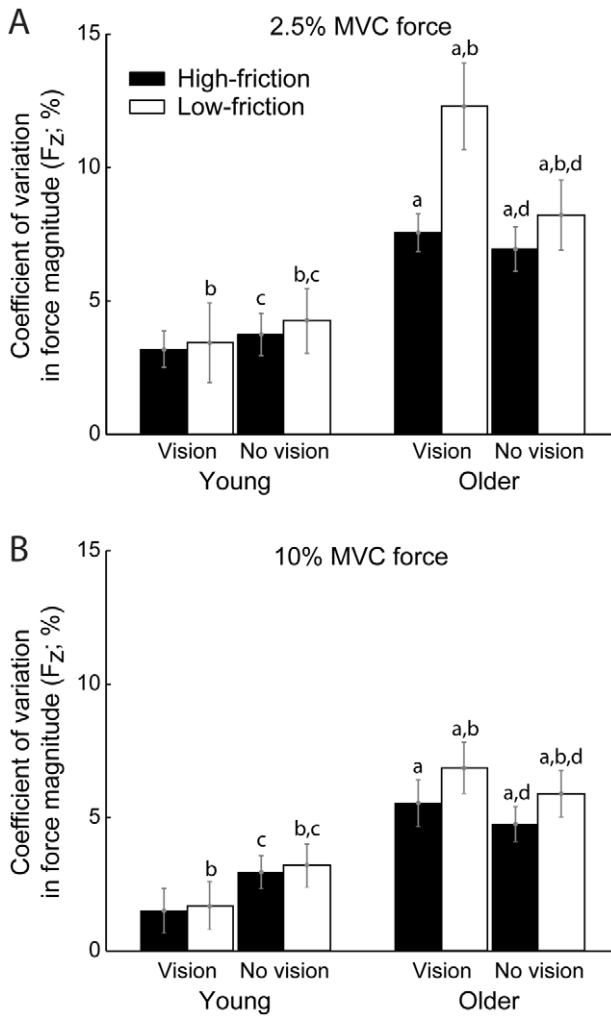 A
2.5% MVC force
High-friction
Low-friction
Coefficient of variation
in force magnitude (Fz; %)
15
10
5
0
a,b
a
a,b,d
a,d
b
c
b,c
Vision No vision Vision No vision
Young Older
B
10% MVC force
Coefficient of variation
in force magnitude (Fz; %)
15
10
5
0
a,b
a
a,b,d
a,d
b
c
b,c
Vision No vision Vision No vision
Young Older